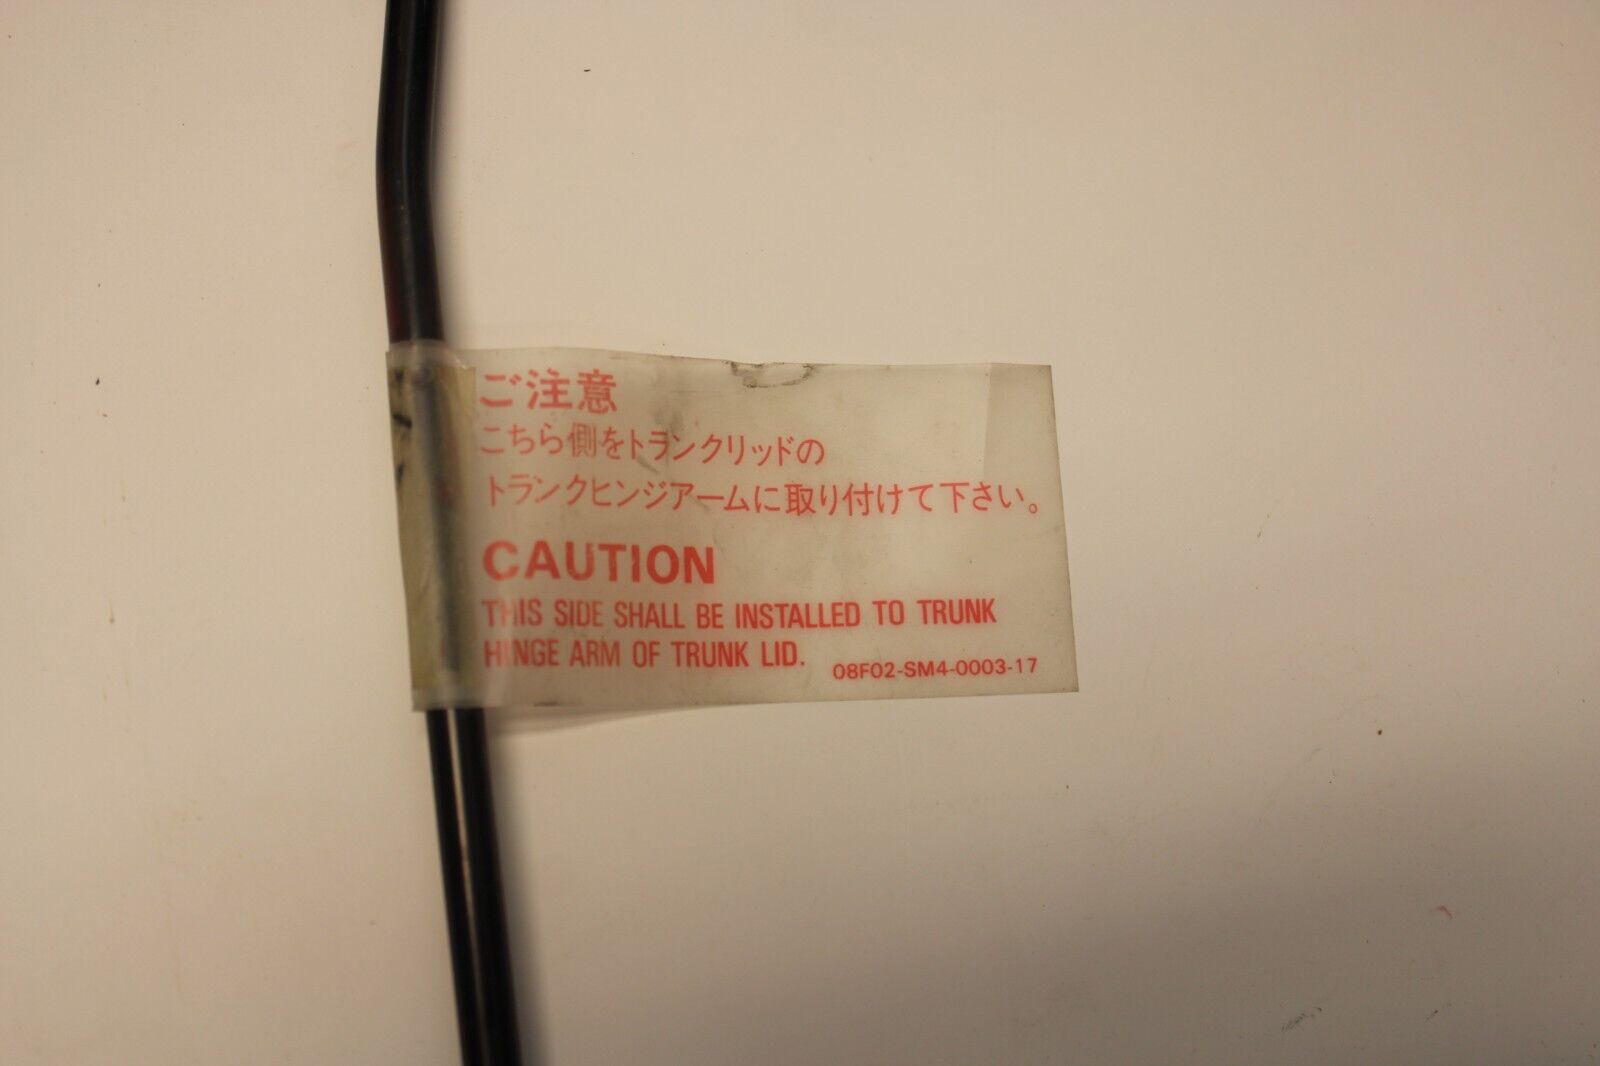 ご注意
こちら側をトランクリッドの
トランクヒンジアームに取り付けて下さい。
CAUTION
THIS SIDE SHALL BE INSTALLED TO TRUNK
HINGE ARM OF TRUNK LID.
08F02-SM4-0003-17